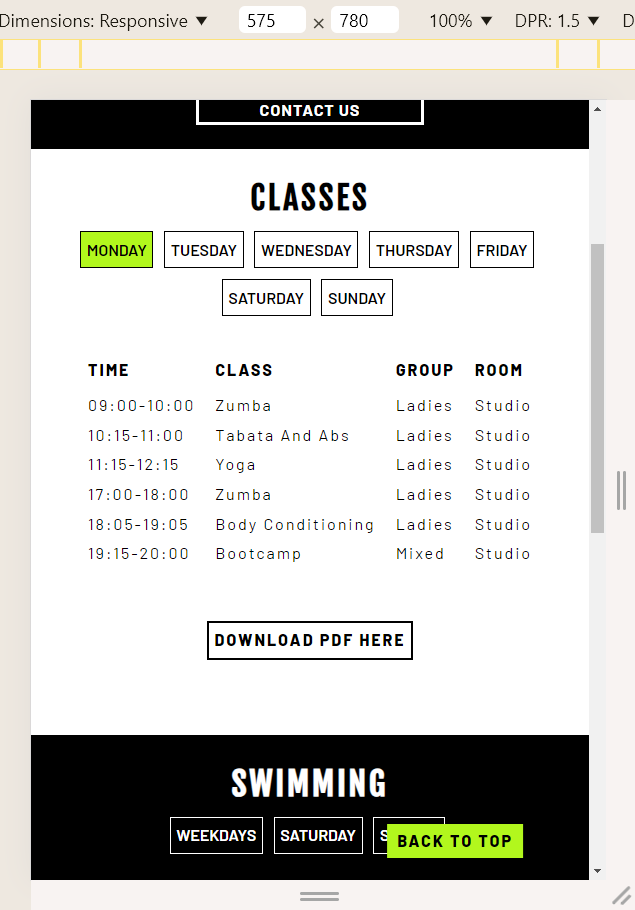 Dimensions: Responsive ▼ 575 × 780 100% ▼ DPR: 1.5 ▼ D
CONTACT US
CLASSES
MONDAY TUESDAY WEDNESDAY THURSDAY FRIDAY
SATURDAY SUNDAY
TIME CLASS GROUP ROOM
09:00-10:00 Zumba Ladies Studio
10:15-11:00 Tabata And Abs Ladies Studio
11:15-12:15 Yoga Ladies Studio
17:00-18:00 Zumba Ladies Studio
18:05-19:05 Body Conditioning Ladies Studio
19:15-20:00 Bootcamp Mixed Studio
DOWNLOAD PDF HERE
SWIMMING
WEEKDAYS SATURDAY
BACK TO TOP